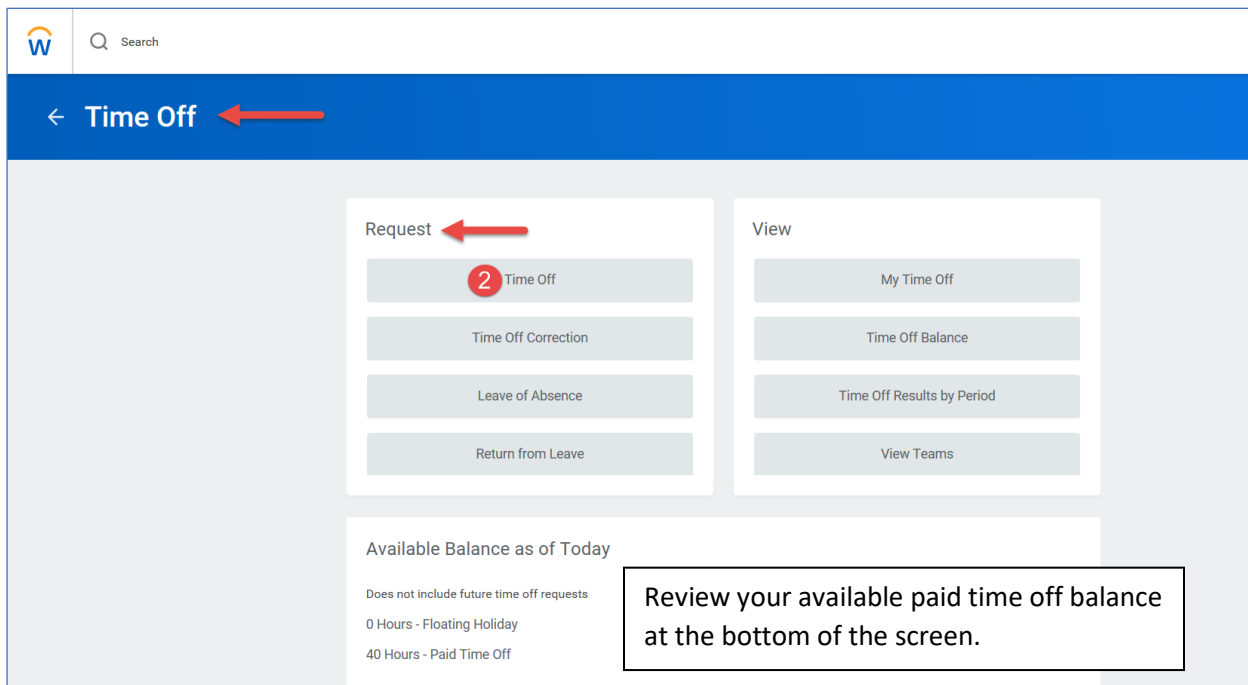 W
Search
Time Off
Request
2
Time Off
Time Off Correction
Leave of Absence
Return from Leave
View
My Time Off
Time Off Balance
Time Off Results by Period
View Teams
Available Balance as of Today
Does not include future time off requests
0 Hours - Floating Holiday
40 Hours - Paid Time Off
Review your available paid time off balance
at the bottom of the screen.